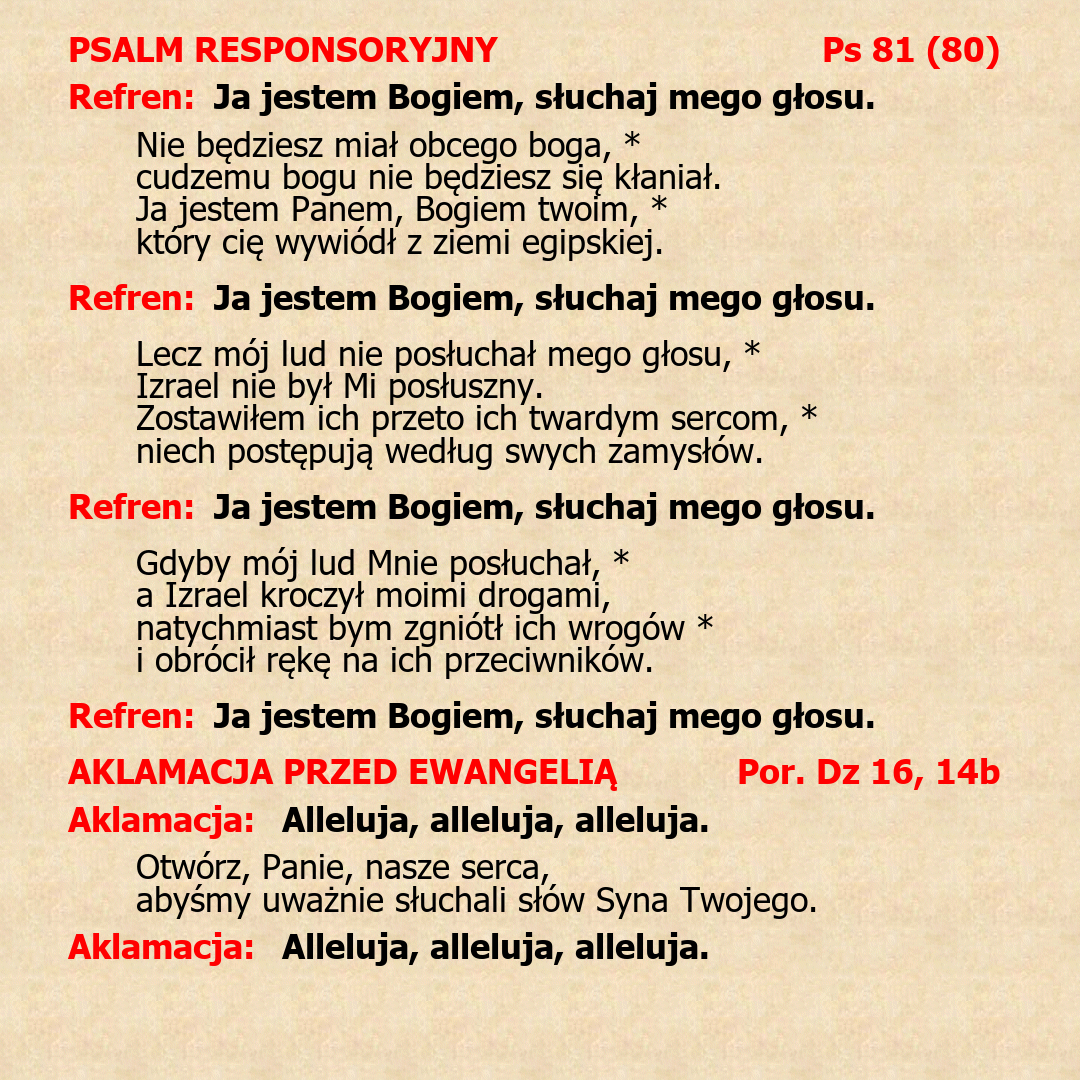 PSALM RESPONSORYJNY Ps 81 (80)
Refren: Ja jestem Bogiem, słuchaj mego głosu.
Nie będziesz miał obcego boga, *
cudzemu bogu nie będziesz się kłaniał.
Ja jestem Panem, Bogiem twoim, *
który cię wywiódł z ziemi egipskiej.
Refren: Ja jestem Bogiem, słuchaj mego głosu.
Lecz mój lud nie posłuchał mego głosu, *
Izrael nie był Mi posłuszny.
Zostawiłem ich przeto ich twardym sercom, *
niech postępują według swych zamysłów.
Refren: Ja jestem Bogiem, słuchaj mego głosu.
Gdyby mój lud Mnie posłuchał, *
a Izrael kroczył moimi drogami,
natychmiast bym zgniótł ich wrogów *
i obrócił rękę na ich przeciwników.
Refren: Ja jestem Bogiem, słuchaj mego głosu.
AKLAMACJA PRZED EWANGELIĄ Por. Dz 16, 14b
Aklamacja: Alleluja, alleluja, alleluja.
Otwórz, Panie, nasze serca,
abyśmy uważnie słuchali słów Syna Twojego.
Aklamacja: Alleluja, alleluja, alleluja.